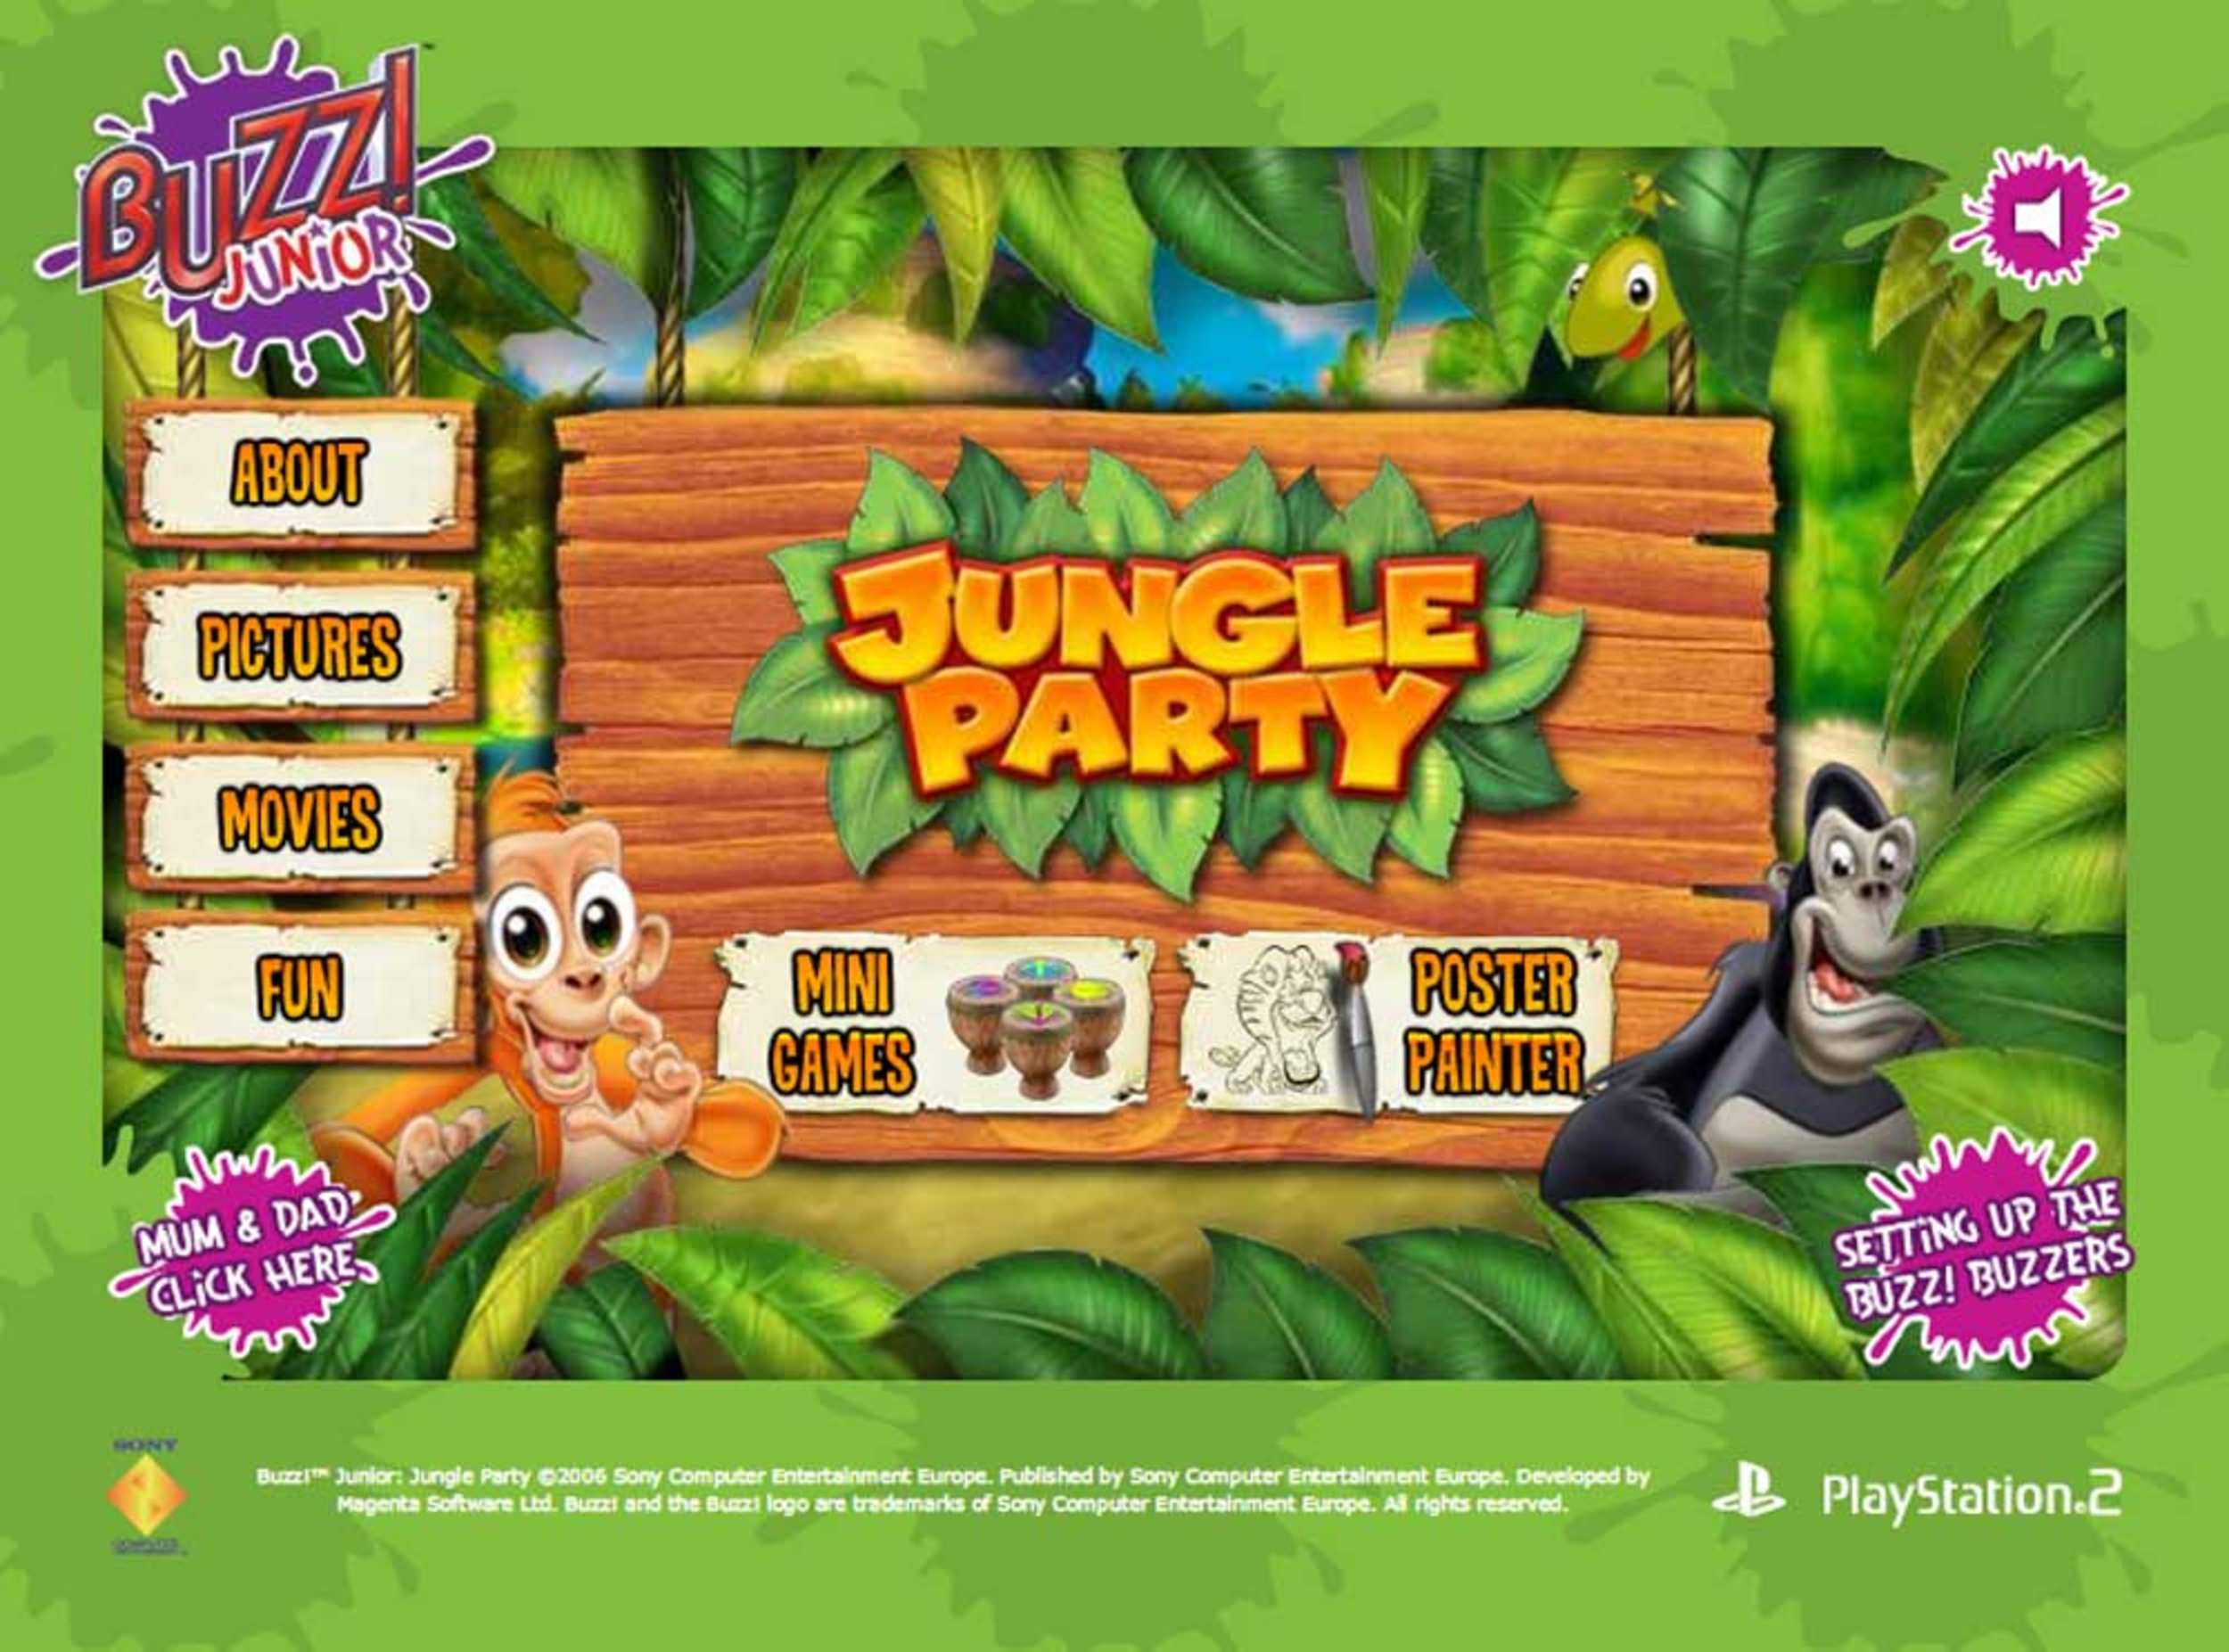 BUZZ!™
JUNiOR
ABOUT
PICTURES
MOVIES
FUN
JUNGLE
PARTY
MINI
GAMES
POSTER
PAINTER
MUM & DAD
CLiCK HERE
SETTiNG UP THE
BUZZ! BUZZERS
SONY
Buzz!™ Junior: Jungle Party ©2006 Sony Computer Entertainment Europe. Published by Sony Computer Entertainment Europe. Developed by
Magenta Software Ltd. Buzz! and the Buzz! logo are trademarks of Sony Computer Entertainment Europe. All rights reserved.
PlayStation.2